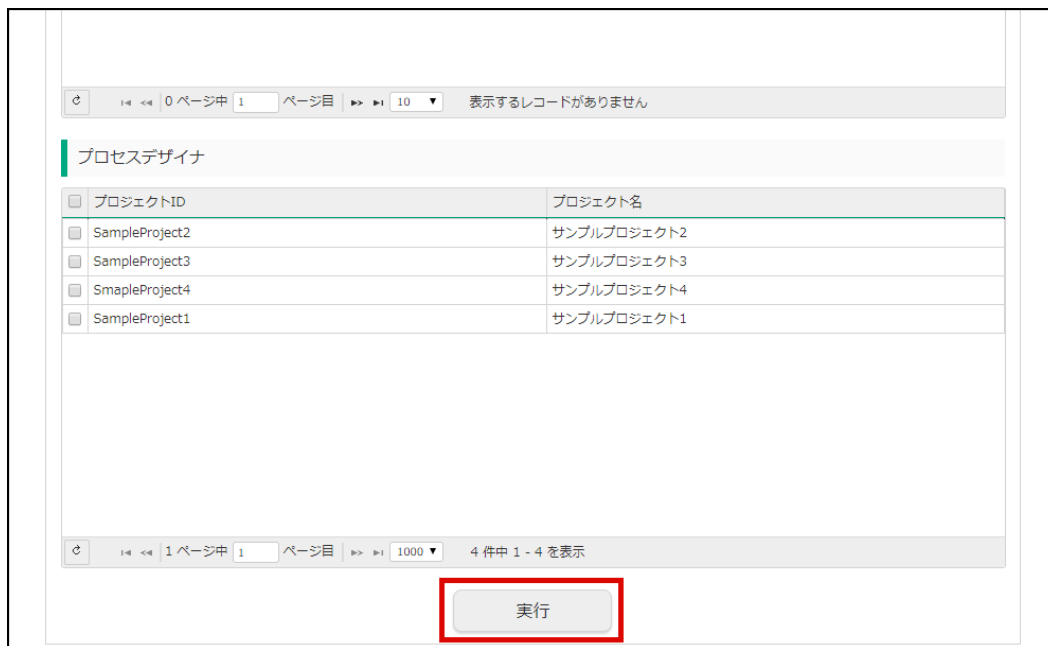 0 ページ中 1 ページ目 10 表示するレコードがありません
プロセスデザイナ
プロジェクトID プロジェクト名
SampleProject2 サンプルプロジェクト2
SampleProject3 サンプルプロジェクト3
SmapleProject4 サンプルプロジェクト4
SampleProject1 サンプルプロジェクト1
1 ページ中 1 ページ目 1000 4 件中 1 - 4 を表示
実行